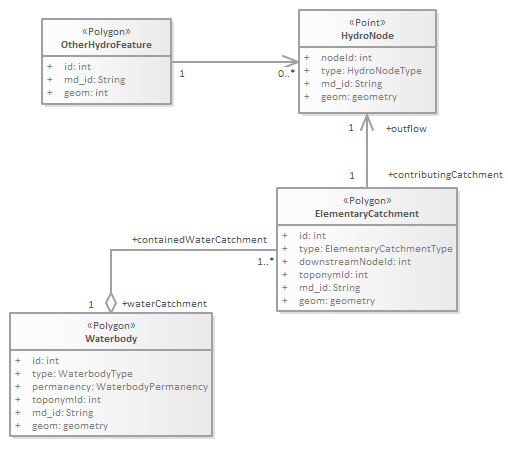 «Polygon»
OtherHydroFeature
+ id: int
+ md_id: String
+ geom: int
1
0..*
«Point»
HydroNode
+ nodeId: int
+ type: HydroNodeType
+ md_id: String
+ geom: geometry
1
+outflow
1
+contributingCatchment
«Polygon»
ElementaryCatchment
+ id: int
+ type: ElementaryCatchmentType
+ downstreamNodeId: int
+ toponymId: int
+ md_id: String
+ geom: geometry
+containedWaterCatchment
1..*
1
+waterCatchment
«Polygon»
Waterbody
+ id: int
+ type: WaterbodyType
+ permanency: WaterbodyPermanency
+ toponymId: int
+ md_id: String
+ geom: geometry